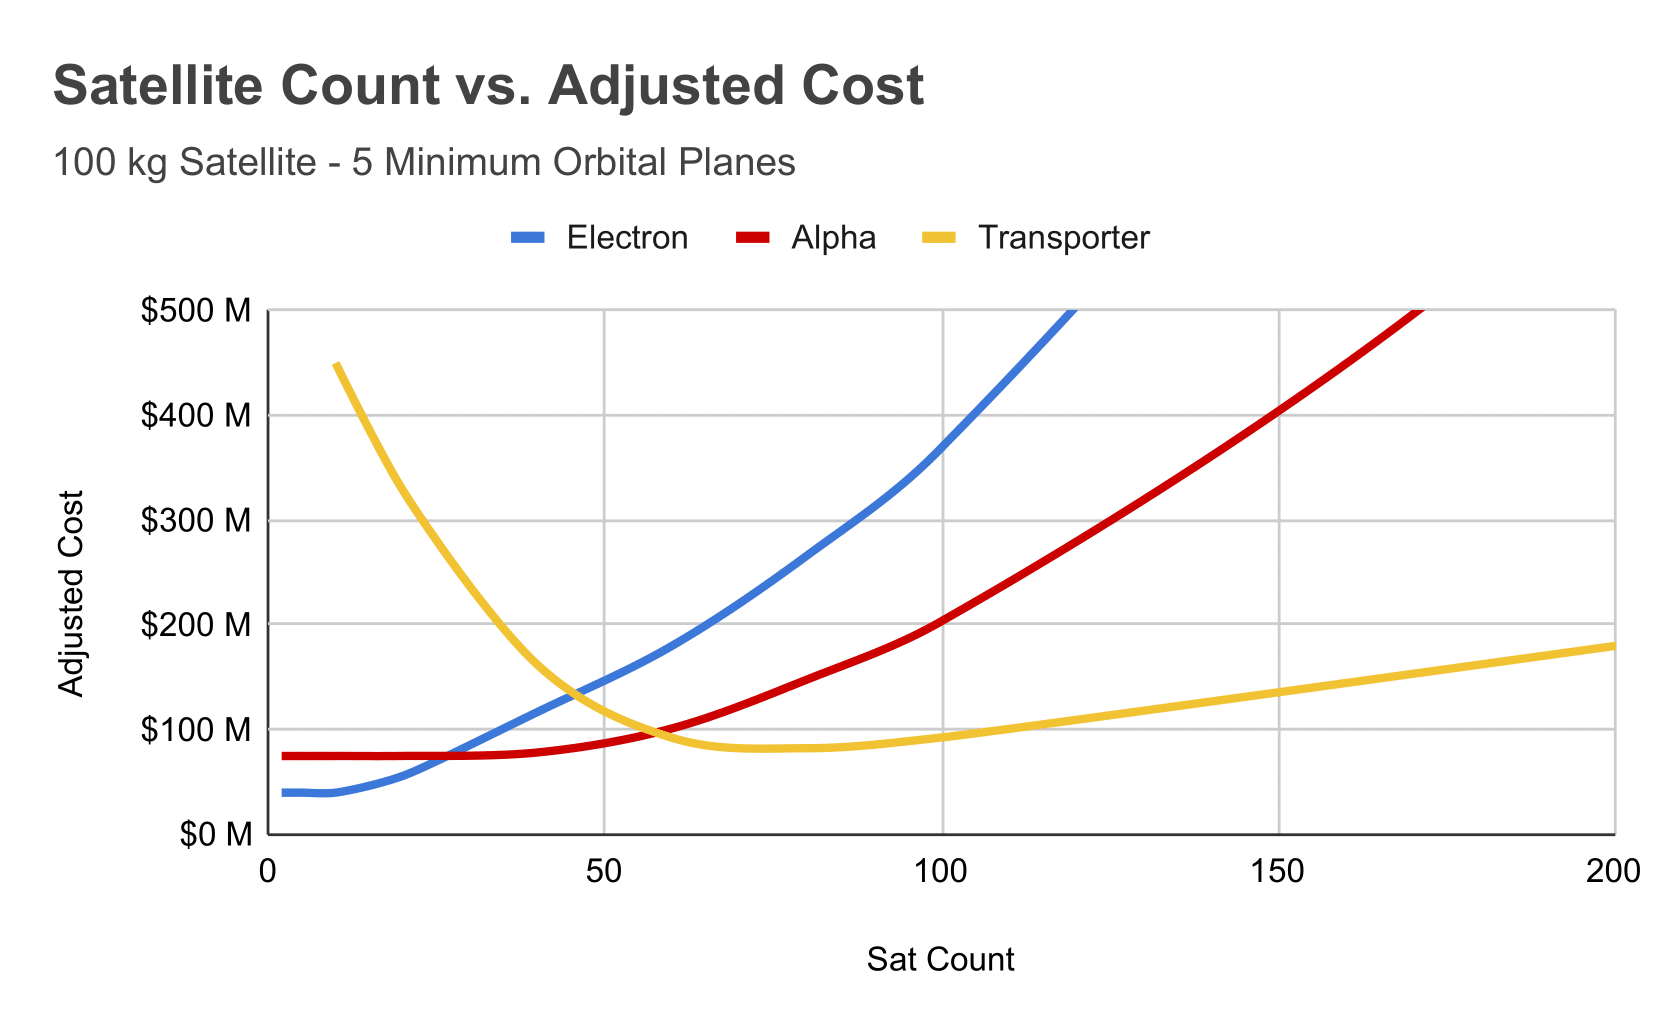 Satellite Count vs. Adjusted Cost
100 kg Satellite - 5 Minimum Orbital Planes
Electron Alpha Transporter
$500 M
$400 M
$300 M
$200 M
$100 M
$0 M
Adjusted Cost
0 50 100 150 200
Sat Count